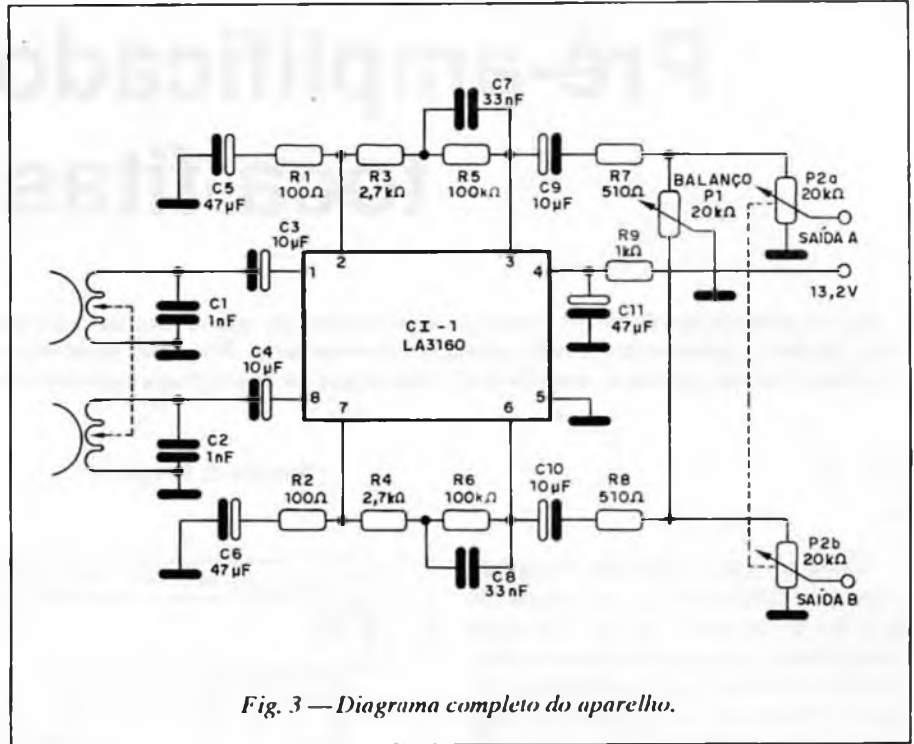 C7
33nF
C5
47µF
R1
100Ω
R3
2,7kΩ
R5
100kΩ
C9
10µF
R7
510Ω
BALANÇO
P1
20kΩ
P2a
20kΩ
SAÍDA A
C3
10µF
1
2
3
4
R9
1kΩ
13,2V
C1
1nF
CI-1
LA3160
C11
47µF
C4
10µF
8
7
6
5
C2
1nF
R2
100Ω
R4
2,7kΩ
R6
100kΩ
C10
10µF
R8
510Ω
C6
47µF
C8
33nF
P2b
20kΩ
SAÍDA B
Fig. 3 — Diagrama completo do aparelho.